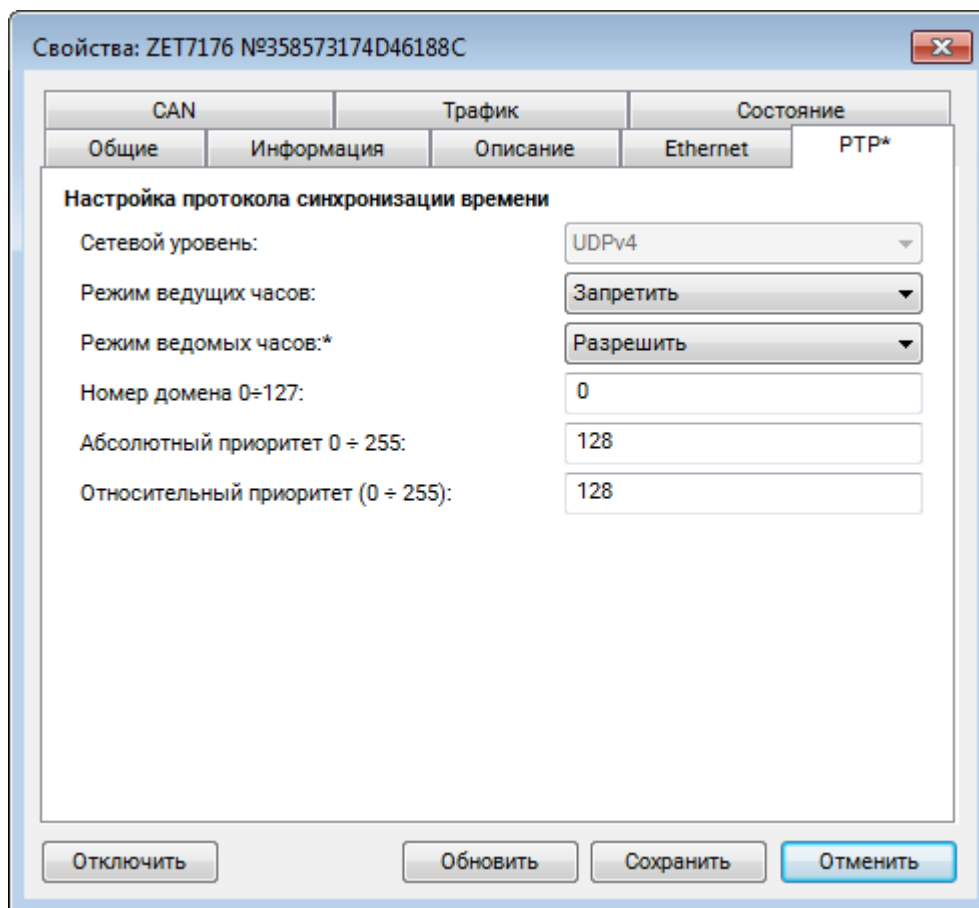 Свойства: ZET7176 №358573174D46188C
CAN Трафик Состояние
Общие Информация Описание Ethernet PTP*
Настройка протокола синхронизации времени
Сетевой уровень: UDPv4
Режим ведущих часов: Запретить
Режим ведомых часов:* Разрешить
Номер домена 0÷127: 0
Абсолютный приоритет 0 ÷ 255: 128
Относительный приоритет (0 ÷ 255): 128
Отключить Обновить Сохранить Отменить